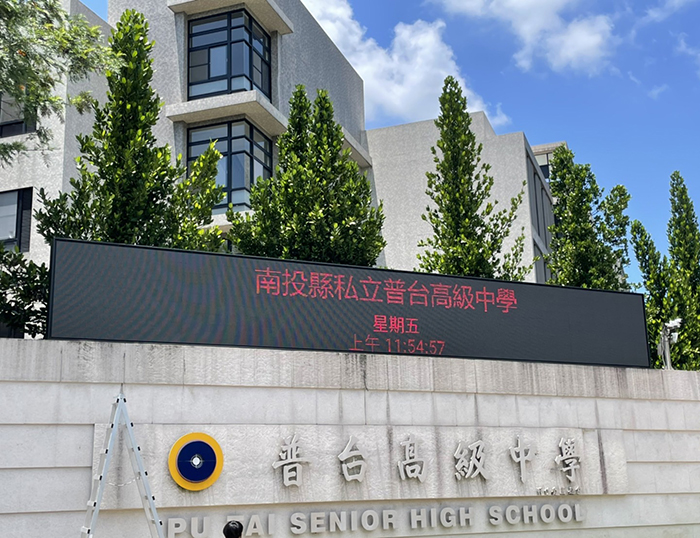 南投縣私立普台高級中學
星期五
上午 11:54:57
普台高級中學
PU TAI SENIOR HIGH SCHOOL